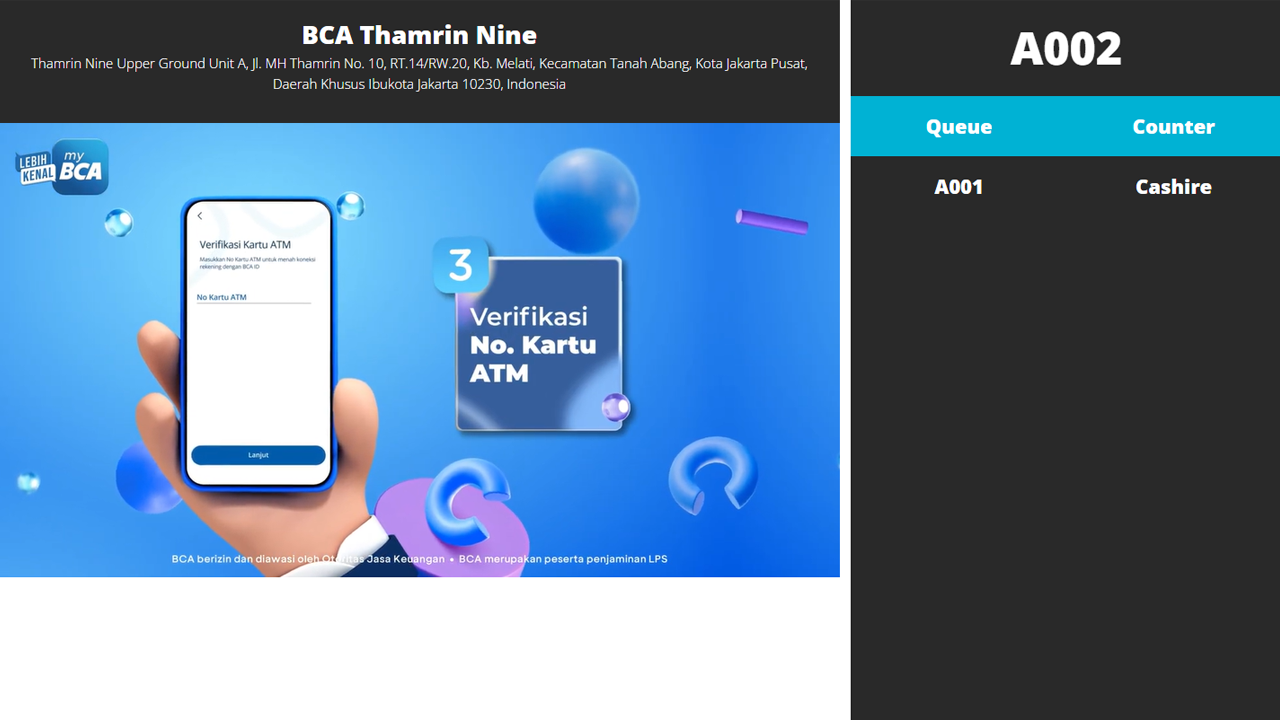 BCA Thamrin Nine
Thamrin Nine Upper Ground Unit A, Jl. MH Thamrin No. 10, RT.14/RW.20, Kb. Melati, Kecamatan Tanah Abang, Kota Jakarta Pusat,
Daerah Khusus Ibukota Jakarta 10230, Indonesia
LEBIH
KENAL
my
BCA
Verifikasi Kartu ATM
Masukkan No Kartu ATM untuk menah koneksi
rekening dengan BCA ID
No Kartu ATM
Lanjut
3
Verifikasi
No. Kartu
ATM
BCA berizin dan diawasi oleh Otoritas Jasa Keuangan • BCA merupakan peserta penjaminan LPS
A002
Queue Counter
A001 Cashire